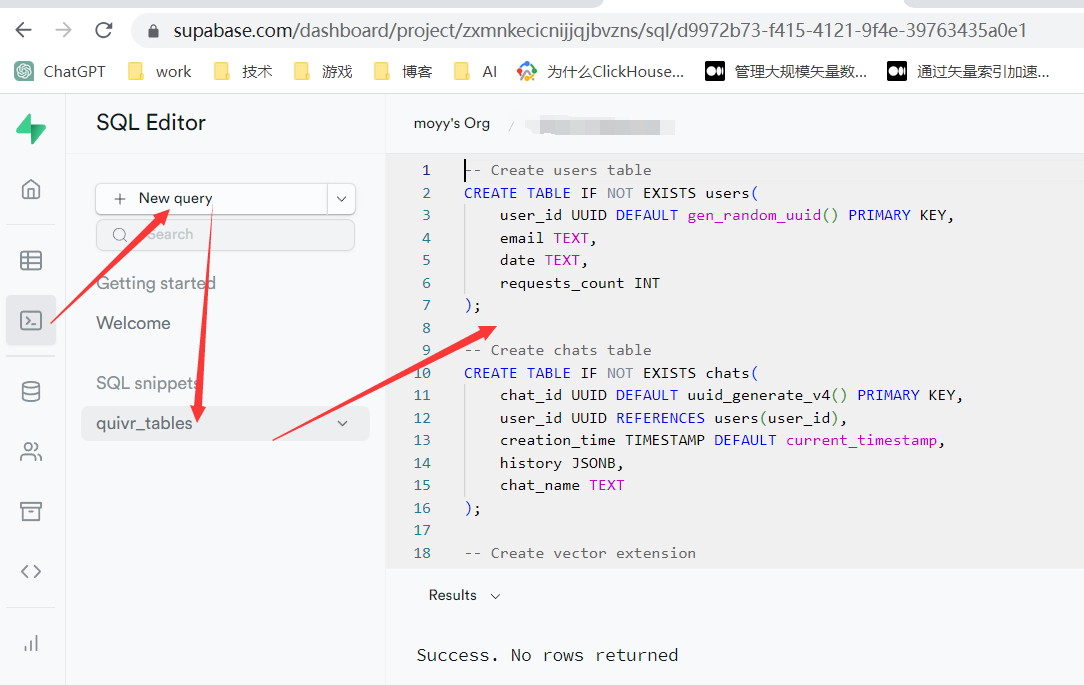 supabase.com/dashboard/project/zxmnkecicnijjqjbvzns/sql/d9972b73-f415-4121-9f4e-39763435a0e1
ChatGPT work 技术 游戏 博客 AI 为什么ClickHouse... 管理大规模矢量数... 通过矢量索引加速...
SQL Editor
moyy's Org /
+ New query
Search
Getting started
Welcome
SQL snippets
quivr_tables
1 -- Create users table
2 CREATE TABLE IF NOT EXISTS users(
3 user_id UUID DEFAULT gen_random_uuid() PRIMARY KEY,
4 email TEXT,
5 date TEXT,
6 requests_count INT
7 );
8
9 -- Create chats table
10 CREATE TABLE IF NOT EXISTS chats(
11 chat_id UUID DEFAULT uuid_generate_v4() PRIMARY KEY,
12 user_id UUID REFERENCES users(user_id),
13 creation_time TIMESTAMP DEFAULT current_timestamp,
14 history JSONB,
15 chat_name TEXT
16 );
17
18 -- Create vector extension
Results
Success. No rows returned